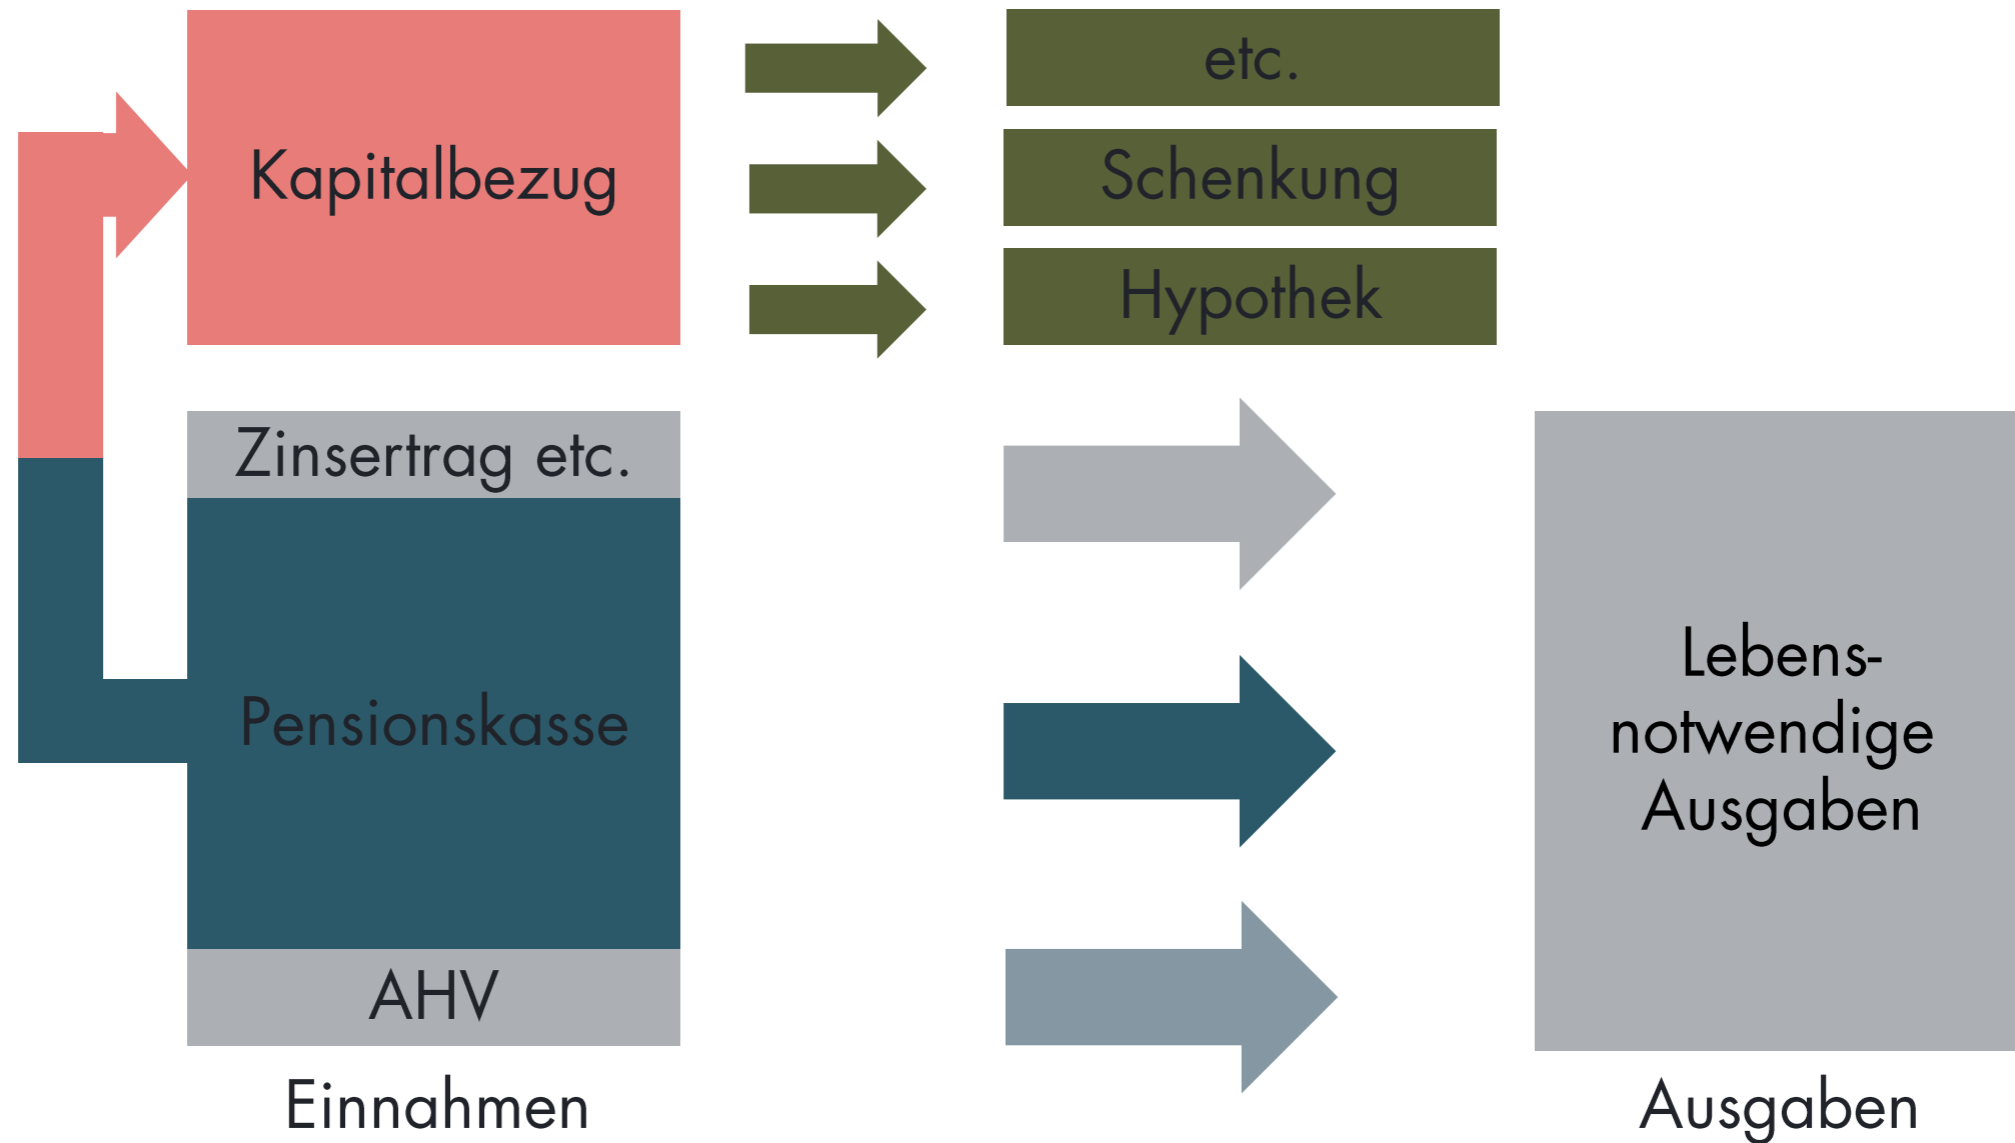 Kapitalbezug
etc.
Schenkung
Hypothek
Zinsertrag etc.
Pensionskasse
AHV
Einnahmen
Lebens-
notwendige
Ausgaben
Ausgaben